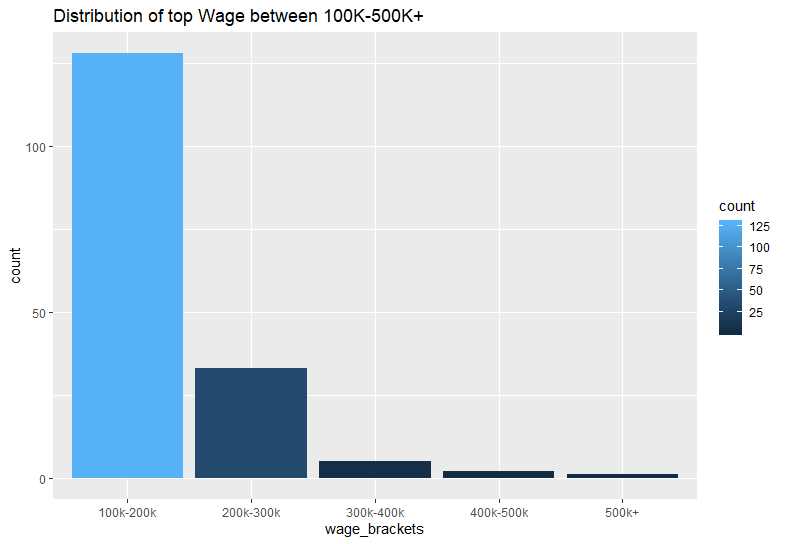 Distribution of top Wage between 100K-500K+
count
100
50
0
100k-200k
200k-300k
300k-400k
400k-500k
500k+
wage_brackets
count
125
100
75
50
25